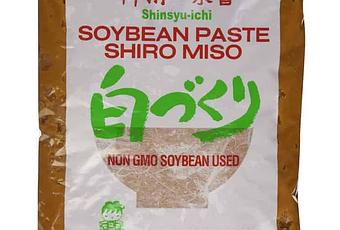 Shinsyu-ichi
SOYBEAN PASTE
SHIRO MISO
白づくり
NON GMO SOYBEAN USED